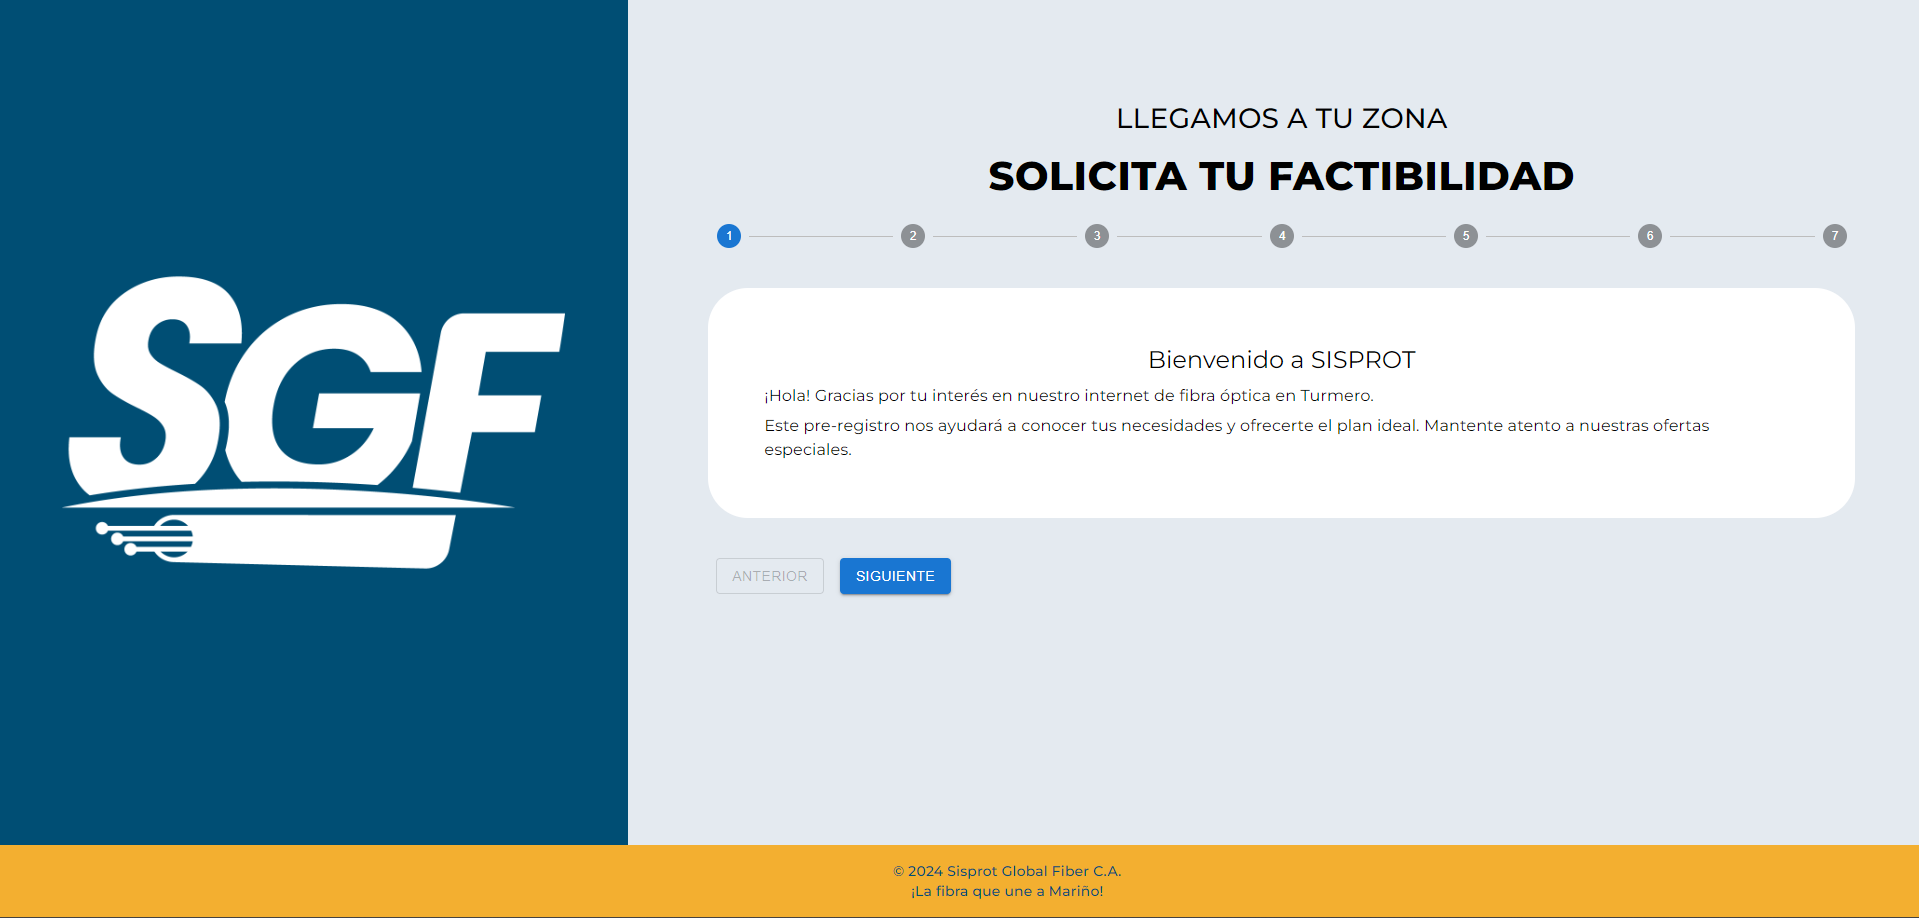 SGF
LLEGAMOS A TU ZONA
SOLICITA TU FACTIBILIDAD
1 2 3 4 5 6 7
Bienvenido a SISPROT
¡Hola! Gracias por tu interés en nuestro internet de fibra óptica en Turmero.
Este pre-registro nos ayudará a conocer tus necesidades y ofrecerte el plan ideal. Mantente atento a nuestras ofertas
especiales.
ANTERIOR SIGUIENTE
© 2024 Sisprot Global Fiber C.A.
¡La fibra que une a Mariño!